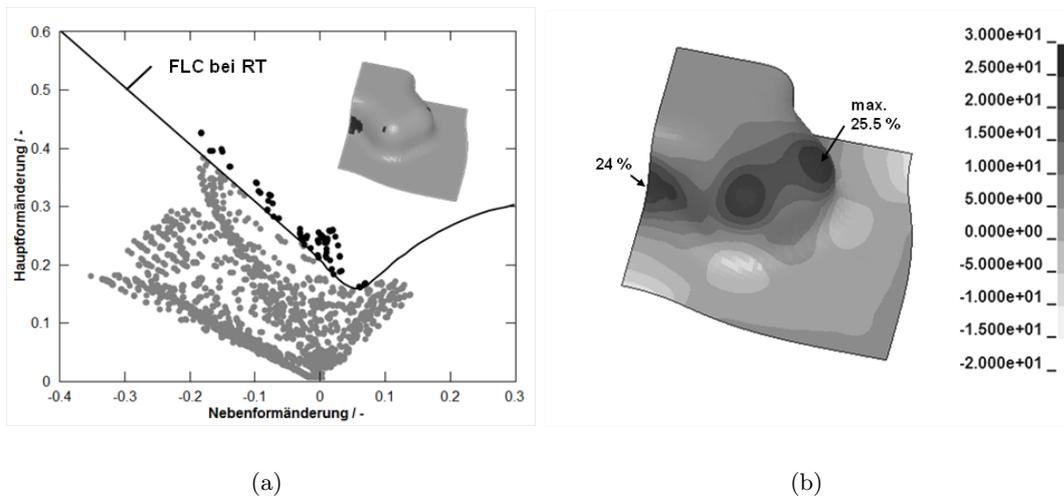 0.6
0.5
0.4
0.3
0.2
0.1
0
-0.4
-0.3
-0.2
-0.1
0
0.1
0.2
0.3
Hauptformänderung / -
Nebenformänderung / -
FLC bei RT
(a)
24 %
max.
25.5 %
3.000e+01
2.500e+01
2.000e+01
1.500e+01
1.000e+01
5.000e+00
0.000e+00
-5.000e+00
-1.000e+01
-1.500e+01
-2.000e+01
(b)